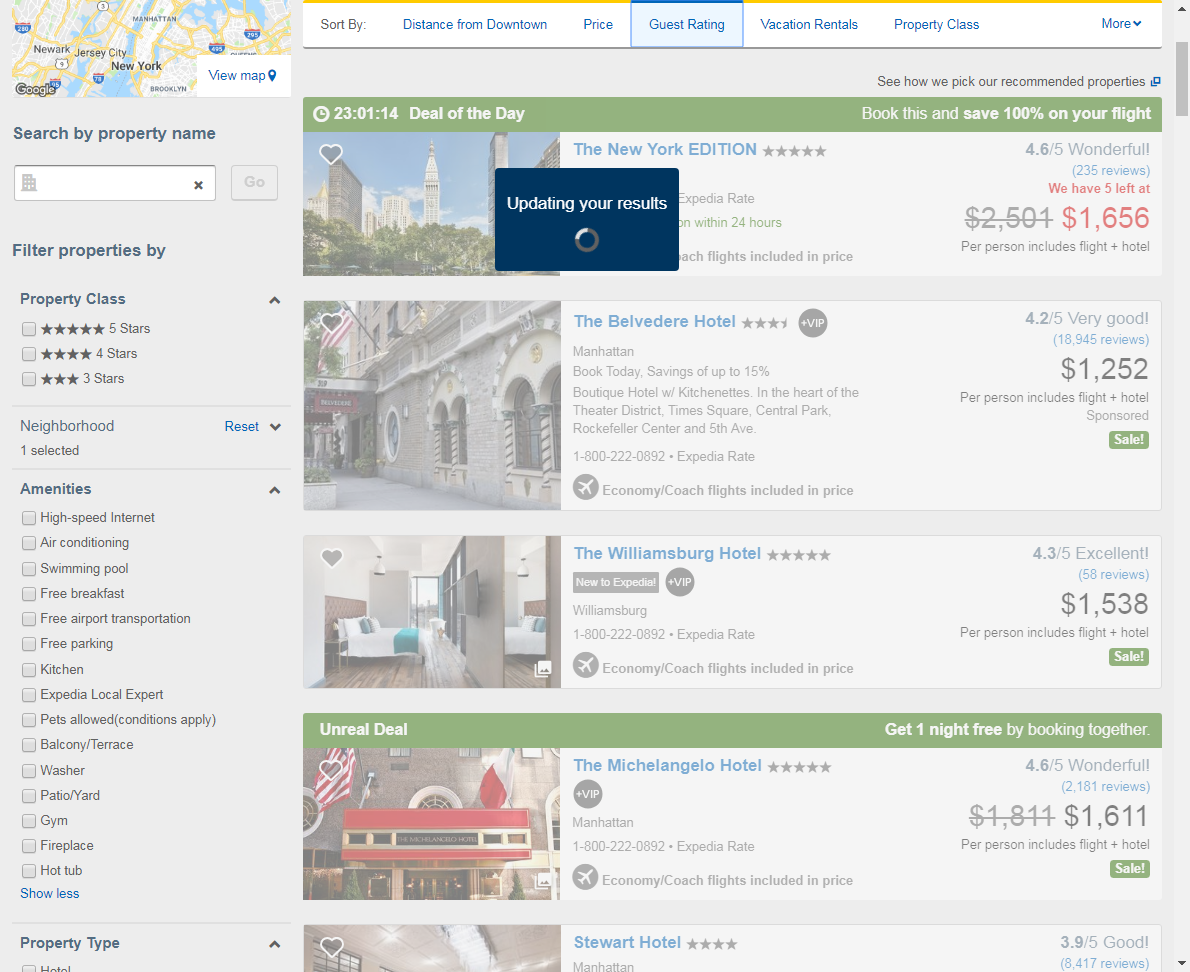 MANHATTAN
Newark
Jersey City
New York
BROOKLYN
Google
View map
Search by property name
Go
Filter properties by
Property Class
5 Stars
4 Stars
3 Stars
Neighborhood
Reset
1 selected
Amenities
High-speed Internet
Air conditioning
Swimming pool
Free breakfast
Free airport transportation
Free parking
Kitchen
Expedia Local Expert
Pets allowed(conditions apply)
Balcony/Terrace
Washer
Patio/Yard
Gym
Fireplace
Hot tub
Show less
Property Type
Hotel
Sort By:
Distance from Downtown
Price
Guest Rating
Vacation Rentals
Property Class
More
See how we pick our recommended properties
23:01:14 Deal of the Day
Book this and save 100% on your flight
The New York EDITION
4.6/5 Wonderful!
(235 reviews)
We have 5 left at
$2,501 $1,656
Per person includes flight + hotel
Updating your results
Expedia Rate
on within 24 hours
ach flights included in price
The Belvedere Hotel
+VIP
Manhattan
Book Today, Savings of up to 15%
Boutique Hotel w/ Kitchenettes. In the heart of the
Theater District, Times Square, Central Park,
Rockefeller Center and 5th Ave.
1-800-222-0892 • Expedia Rate
Economy/Coach flights included in price
4.2/5 Very good!
(18,945 reviews)
$1,252
Per person includes flight + hotel
Sponsored
Sale!
BELVEDERE
The Williamsburg Hotel
New to Expedia!
+VIP
Williamsburg
1-800-222-0892 • Expedia Rate
Economy/Coach flights included in price
4.3/5 Excellent!
(58 reviews)
$1,538
Per person includes flight + hotel
Sale!
Unreal Deal
Get 1 night free by booking together.
The Michelangelo Hotel
+VIP
Manhattan
1-800-222-0892 • Expedia Rate
Economy/Coach flights included in price
4.6/5 Wonderful!
(2,181 reviews)
$1,811 $1,611
Per person includes flight + hotel
Sale!
THE MICHELANGELO HOTEL
Stewart Hotel
Manhattan
3.9/5 Good!
(8,417 reviews)